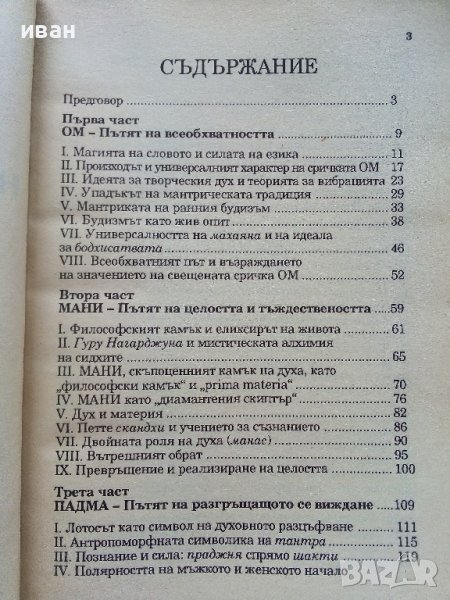 иван
3
СЪДЪРЖАНИЕ
Предговор 3
Първа част
ОМ – Пътят на всеобхватността 9
I. Магията на словото и силата на езика 11
II. Произходът и универсалният характер на сричката ОМ 17
III. Идеята за творческия дух и теорията за вибрацията 23
IV. Упадъкът на мантрическата традиция 29
V. Мантриката на ранния будизъм 33
VI. Будизмът като жив опит 38
VII. Универсалността на махаяна и на идеала
за бодхисатвата 46
VIII. Всеобхватният път и възраждането
на значението на свещената сричка ОМ 52
Втора част
МАНИ – Пътят на целостта и тъждествеността 59
I. Философският камък и еликсирът на живота 61
II. Гуру Нагарджуна и мистическата алхимия
на сидхите 65
III. МАНИ, скъпоценният камък на духа, като
„философски камък“ и „prima materia“ 70
IV. МАНИ като „диамантения скиптър“ 76
V. Дух и материя 82
VI. Петте скандхи и учението за съзнанието 86
VII. Двойната роля на духа (манас) 90
VIII. Вътрешният обрат 95
IX. Превръщение и реализиране на целостта 100
Трета част
ПАДМА – Пътят на разгръщащото се виждане 109
I. Лотосът като символ на духовното разцъфване 111
II. Антропоморфната символика на тантра 115
III. Познание и сила: праджня спрямо шакти 119
IV. Полярността на мъжкото и женското начало
BAZAR